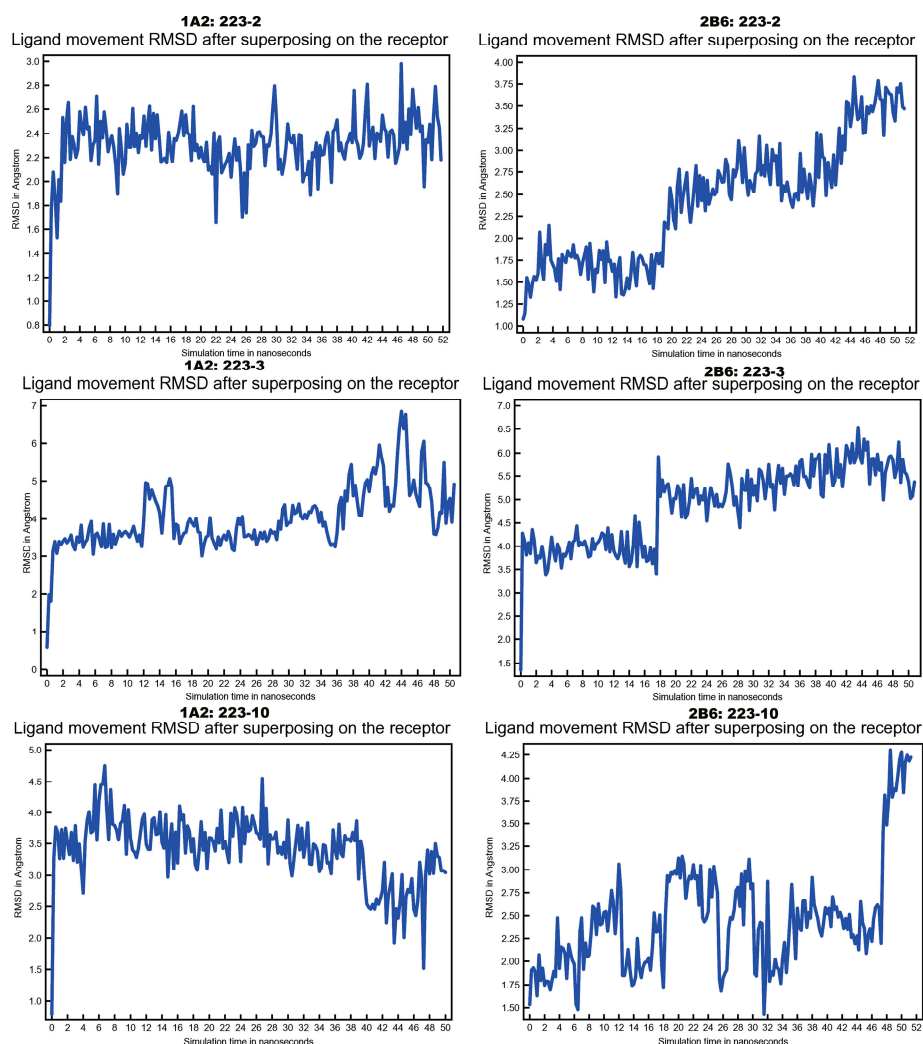 1A2: 223-2
Ligand movement RMSD after superposing on the receptor
RMSD in Angstrom
3.0
2.8
2.6
2.4
2.2
2.0
1.8
1.6
1.4
1.2
1.0
0.8
0 2 4 6 8 10 12 14 16 18 20 22 24 26 28 30 32 34 36 38 40 42 44 46 48 50 52
Simulation time in nanoseconds
2B6: 223-2
Ligand movement RMSD after superposing on the receptor
RMSD in Angstrom
4.00
3.75
3.50
3.25
3.00
2.75
2.50
2.25
2.00
1.75
1.50
1.25
1.00
0 2 4 6 8 10 12 14 16 18 20 22 24 26 28 30 32 34 36 38 40 42 44 46 48 50 52
Simulation time in nanoseconds
1A2: 223-3
Ligand movement RMSD after superposing on the receptor
RMSD in Angstrom
7
6
5
4
3
2
1
0
0 2 4 6 8 10 12 14 16 18 20 22 24 26 28 30 32 34 36 38 40 42 44 46 48 50
Simulation time in nanoseconds
2B6: 223-3
Ligand movement RMSD after superposing on the receptor
RMSD in Angstrom
7.0
6.5
6.0
5.5
5.0
4.5
4.0
3.5
3.0
2.5
2.0
1.6
0 2 4 6 8 10 12 14 16 18 20 22 24 26 28 30 32 34 36 38 40 42 44 46 48 50
Simulation time in nanoseconds
1A2: 223-10
Ligand movement RMSD after superposing on the receptor
RMSD in Angstrom
5.0
4.5
4.0
3.5
3.0
2.5
2.0
1.5
1.0
0 2 4 6 8 10 12 14 16 18 20 22 24 26 28 30 32 34 36 38 40 42 44 46 48 50
Simulation time in nanoseconds
2B6: 223-10
Ligand movement RMSD after superposing on the receptor
RMSD in Angstrom
4.25
4.00
3.75
3.50
3.25
3.00
2.75
2.50
2.25
2.00
1.75
1.50
0 2 4 6 8 10 12 14 16 18 20 22 24 26 28 30 32 34 36 38 40 42 44 46 48 50 52
Simulation time in nanoseconds